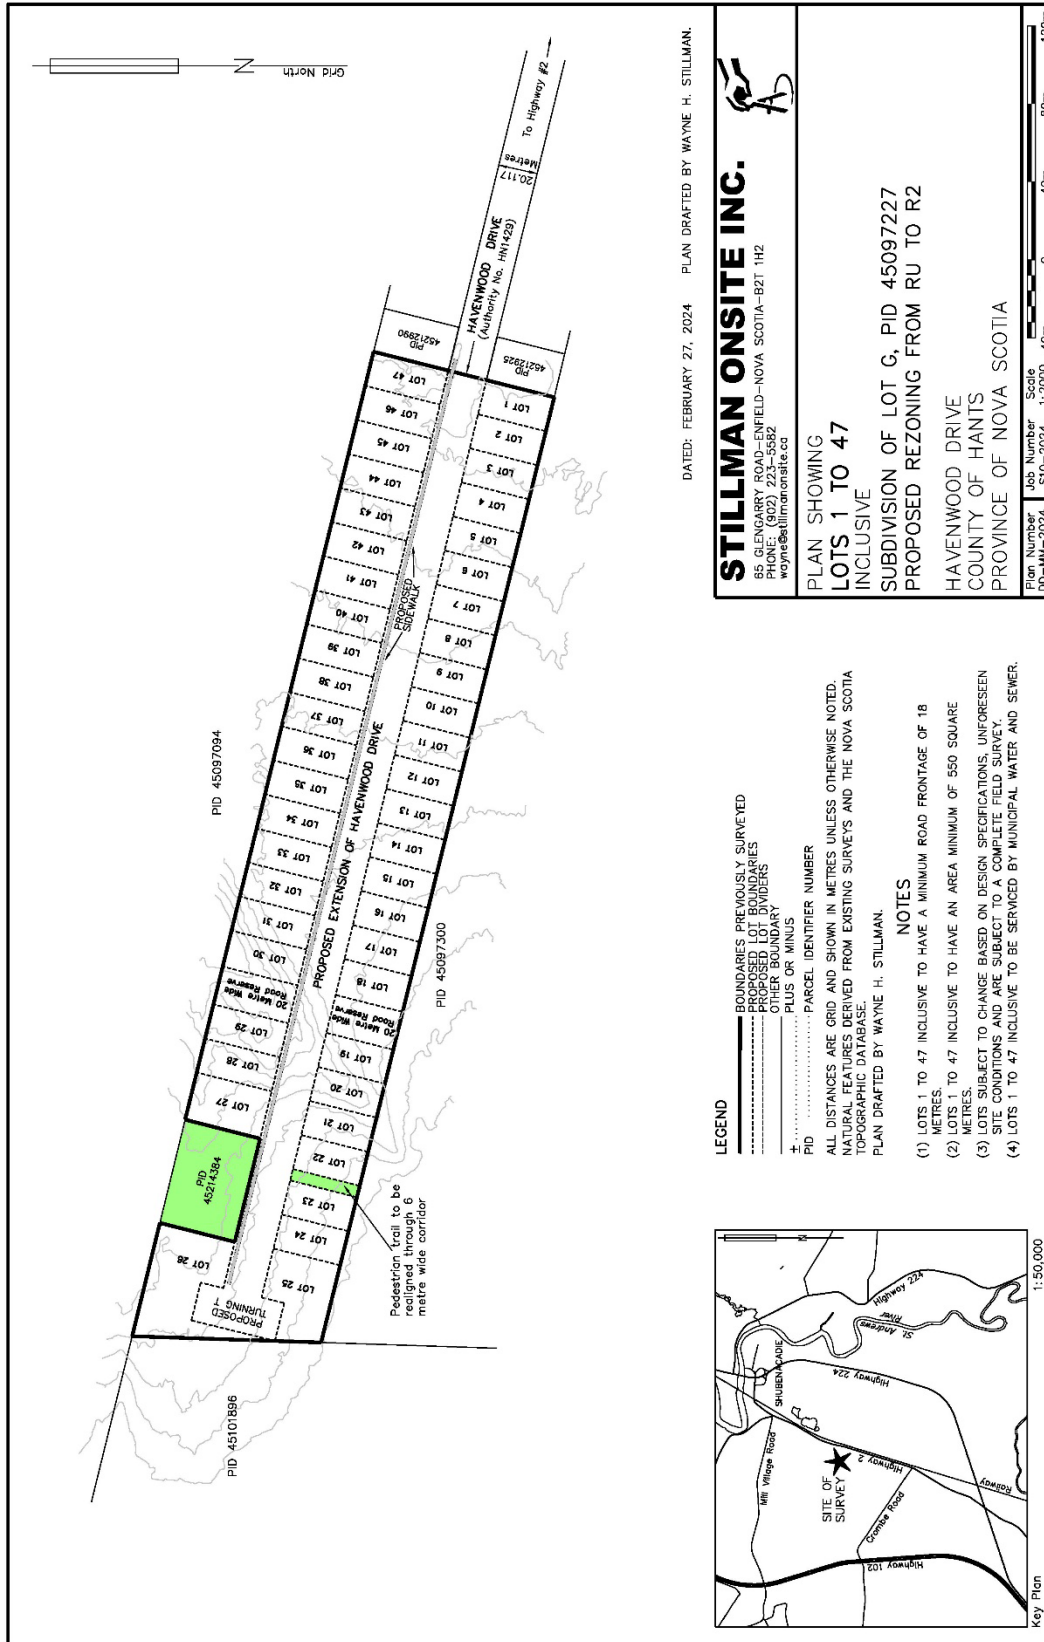 Grid North
N
To Highway #2
20.117
Metres
HAVENWOOD DRIVE
(Authority No. HN1429)
PID
45212990
PID
45212925
LOT 47
LOT 46
LOT 45
LOT 44
LOT 43
LOT 42
LOT 41
LOT 40
LOT 39
LOT 38
LOT 37
LOT 36
LOT 35
LOT 34
LOT 33
LOT 32
LOT 31
LOT 30
20 Metre Wide
Road Reserve
LOT 29
LOT 28
LOT 27
PID
45214384
LOT 26
PROPOSED
TURNING T
PROPOSED
SIDEWALK
PROPOSED EXTENSION OF HAVENWOOD DRIVE
LOT 1
LOT 2
LOT 3
LOT 4
LOT 5
LOT 6
LOT 7
LOT 8
LOT 9
LOT 10
LOT 11
LOT 12
LOT 13
LOT 14
LOT 15
LOT 16
LOT 17
LOT 18
20 Metre Wide
Road Reserve
LOT 19
LOT 20
LOT 21
LOT 22
LOT 23
LOT 24
LOT 25
PID 45097094
PID 45097300
PID 45101896
Pedestrian trail to be
realigned through 6
metre wide corridor
DATED: FEBRUARY 27, 2024 PLAN DRAFTED BY WAYNE H. STILLMAN.
STILLMAN ONSITE INC.
65 GLENGARRY ROAD-ENFIELD-NOVA SCOTIA-B2T 1H2
PHONE: (902) 223-5582
wayne@stillmanonsite.ca
PLAN SHOWING
LOTS 1 TO 47
INCLUSIVE
SUBDIVISION OF LOT G, PID 45097227
PROPOSED REZONING FROM RU TO R2
HAVENWOOD DRIVE
COUNTY OF HANTS
PROVINCE OF NOVA SCOTIA
Plan Number
Job Number
Scale
LEGEND
BOUNDARIES PREVIOUSLY SURVEYED
PROPOSED LOT BOUNDARIES
PROPOSED LOT DIVIDERS
OTHER BOUNDARY
± PLUS OR MINUS
PID PARCEL IDENTIFIER NUMBER
ALL DISTANCES ARE GRID AND SHOWN IN METRES UNLESS OTHERWISE NOTED.
NATURAL FEATURES DERIVED FROM EXISTING SURVEYS AND THE NOVA SCOTIA
TOPOGRAPHIC DATABASE.
PLAN DRAFTED BY WAYNE H. STILLMAN.
NOTES
(1) LOTS 1 TO 47 INCLUSIVE TO HAVE A MINIMUM ROAD FRONTAGE OF 18
METRES.
(2) LOTS 1 TO 47 INCLUSIVE TO HAVE AN AREA MINIMUM OF 550 SQUARE
METRES.
(3) LOTS SUBJECT TO CHANGE BASED ON DESIGN SPECIFICATIONS, UNFORESEEN
SITE CONDITIONS AND ARE SUBJECT TO A COMPLETE FIELD SURVEY.
(4) LOTS 1 TO 47 INCLUSIVE TO BE SERVICED BY MUNICIPAL WATER AND SEWER.
Mill Village Road
SHUBENACADIE
St. Andrews
River
Highway 224
Highway 224
SITE OF
SURVEY
Highway 2
Railway
Crombe Road
Highway 102
N
Key Plan
1:50,000